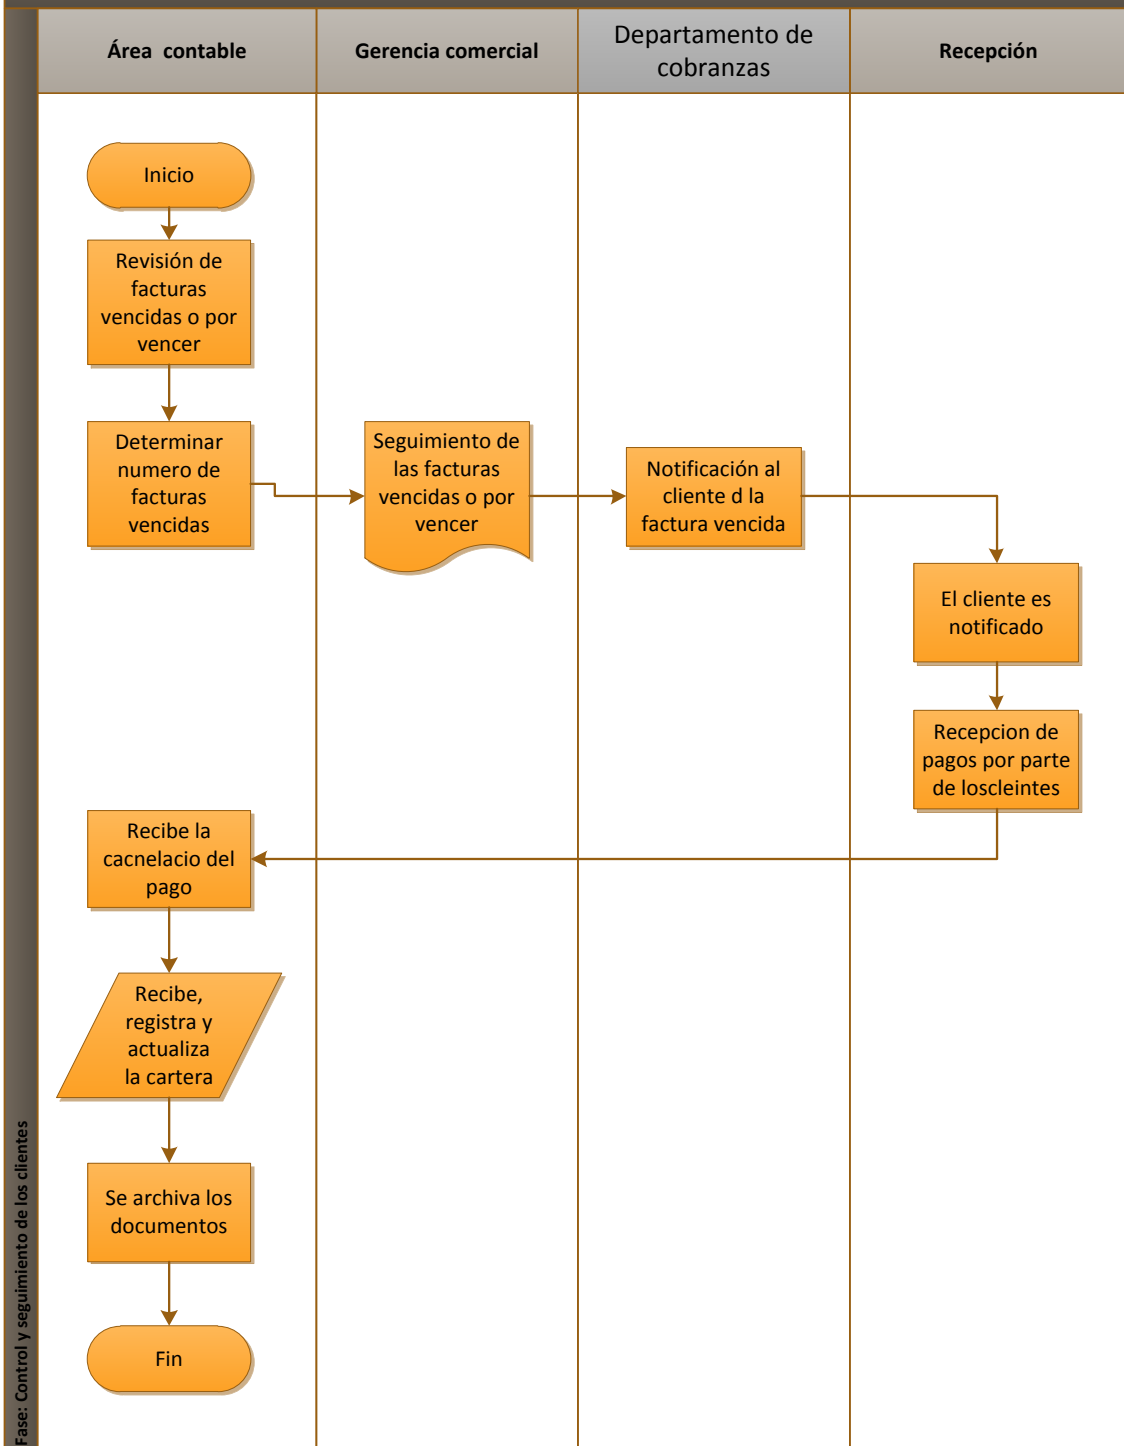 Área  contable
Gerencia comercial
Departamento de
cobranzas
Recepción
Inicio
Revisión de
facturas
vencidas o por
vencer
Determinar
numero de
facturas
vencidas
Seguimiento de
las facturas
vencidas o por
vencer
Notificación al
cliente d la
factura vencida
El cliente es
notificado
Recepcion de
pagos por parte
de loscleintes
Recibe la
cacnelacio del
pago
Recibe,
registra y
actualiza
la cartera
Se archiva los
documentos
Fin
Fase: Control y seguimiento de los clientes